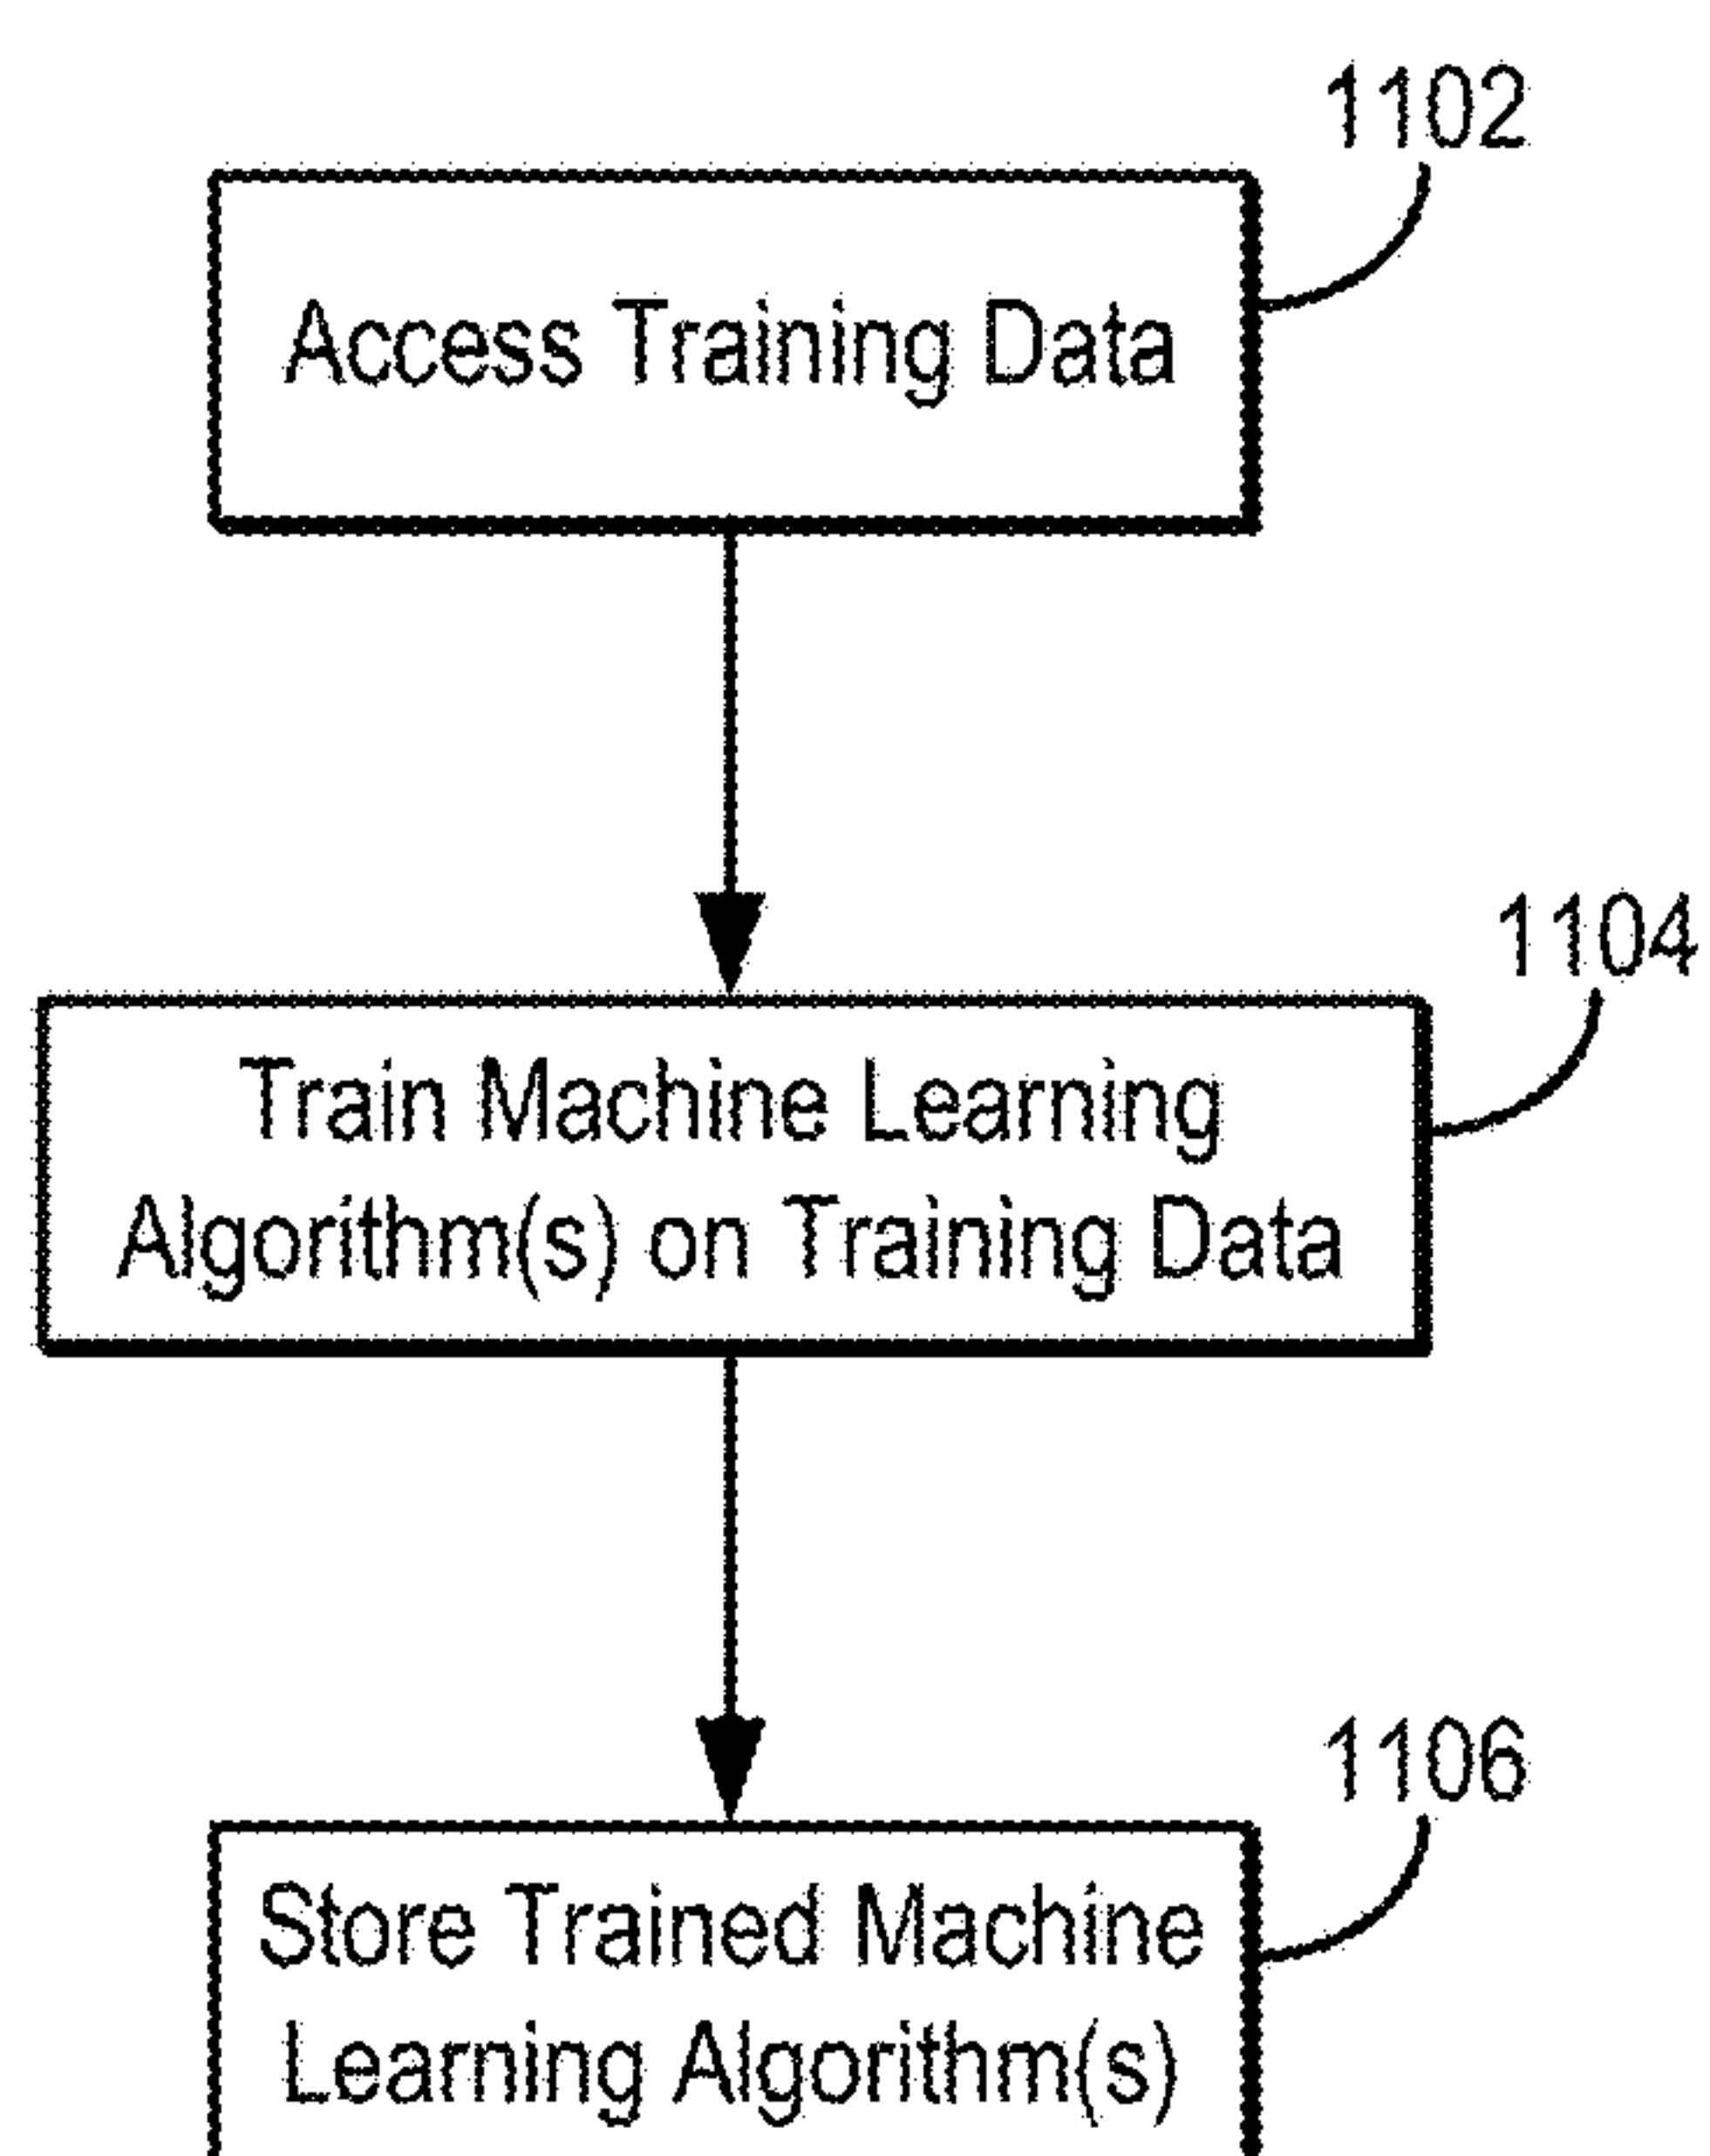 1102
Access Training Data
1104
Train Machine Learning
Algorithm(s) on Training Data
1106
Store Trained Machine
Learning Algorithm(s)